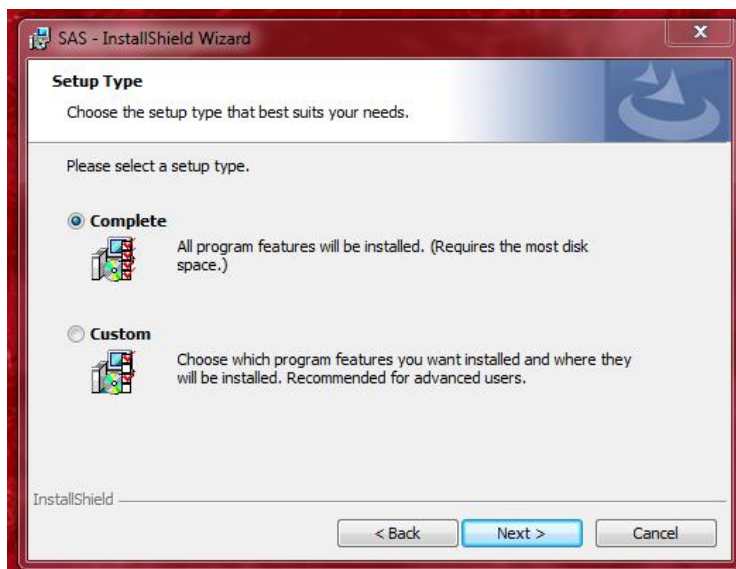 SAS - InstallShield Wizard
Setup Type
Choose the setup type that best suits your needs.
Please select a setup type.
Complete
All program features will be installed. (Requires the most disk
space.)
Custom
Choose which program features you want installed and where they
will be installed. Recommended for advanced users.
InstallShield
< Back Next > Cancel